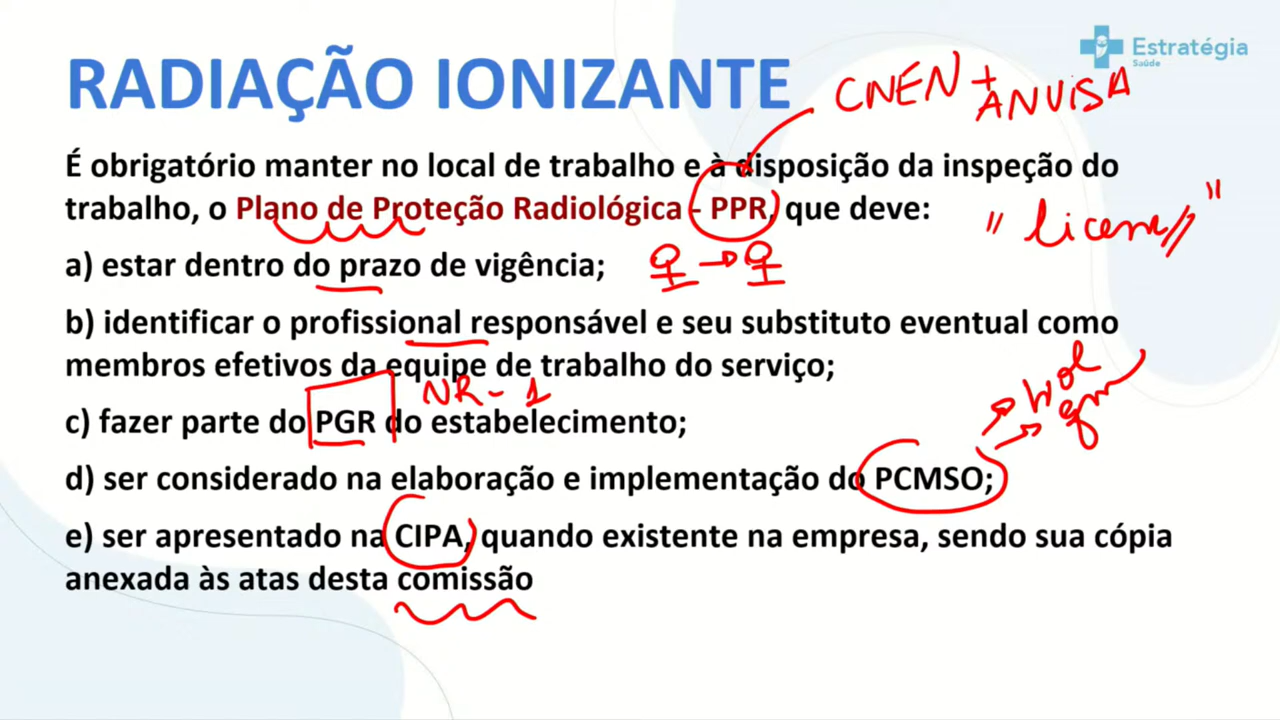 Estratégia
Saúde
RADIAÇÃO IONIZANTE
CNEN +
ANVISA
É obrigatório manter no local de trabalho e à disposição da inspeção do
trabalho, o Plano de Proteção Radiológica - PPR, que deve:
a) estar dentro do prazo de vigência;
b) identificar o profissional responsável e seu substituto eventual como
membros efetivos da equipe de trabalho do serviço;
NR-1
c) fazer parte do PGR do estabelecimento;
d) ser considerado na elaboração e implementação do PCMSO;
e) ser apresentado na CIPA, quando existente na empresa, sendo sua cópia
anexada às atas desta comissão